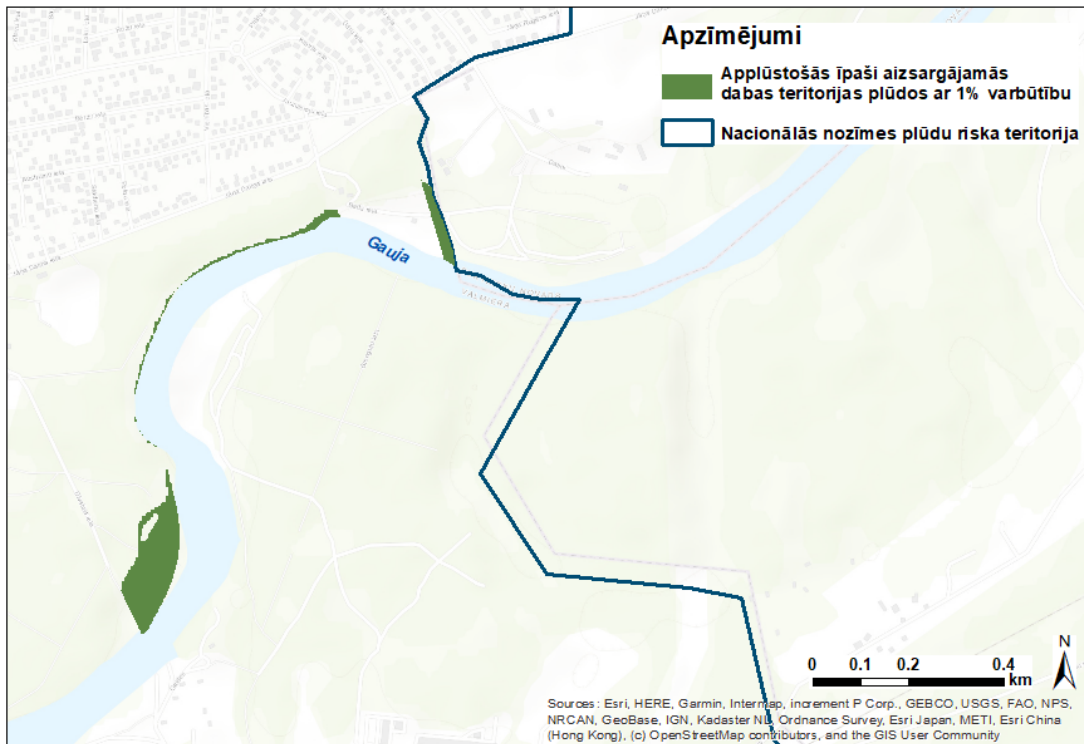 Apzīmējumi
Applūstošās īpaši aizsargājamās
dabas teritorijas plūdos ar 1% varbūtību
Nacionālās nozīmes plūdu riska teritorija
Gauja
VALMIERA
N
0 0.1 0.2 0.4
km
Sources: Esri, HERE, Garmin, Intermap, increment P Corp., GEBCO, USGS, FAO, NPS,
NRCAN, GeoBase, IGN, Kadaster NL, Ordnance Survey, Esri Japan, METI, Esri China
(Hong Kong), (c) OpenStreetMap contributors, and the GIS User Community